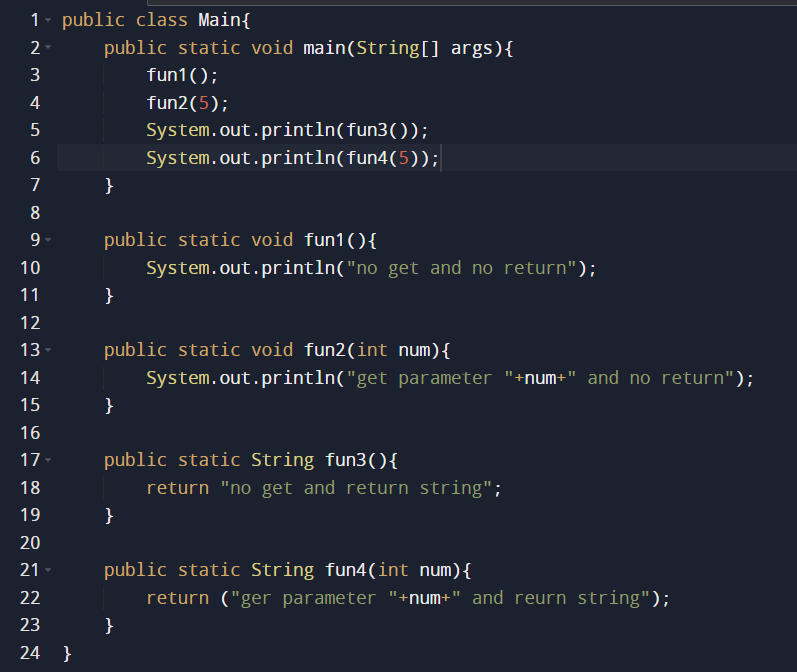 1 public class Main{
2     public static void main(String[] args){
3         fun1();
4         fun2(5);
5         System.out.println(fun3());
6         System.out.println(fun4(5));
7     }
8
9     public static void fun1(){
10         System.out.println("no get and no return");
11     }
12
13     public static void fun2(int num){
14         System.out.println("get parameter "+num+" and no return");
15     }
16
17     public static String fun3(){
18         return "no get and return string";
19     }
20
21     public static String fun4(int num){
22         return ("ger parameter "+num+" and reurn string");
23     }
24 }